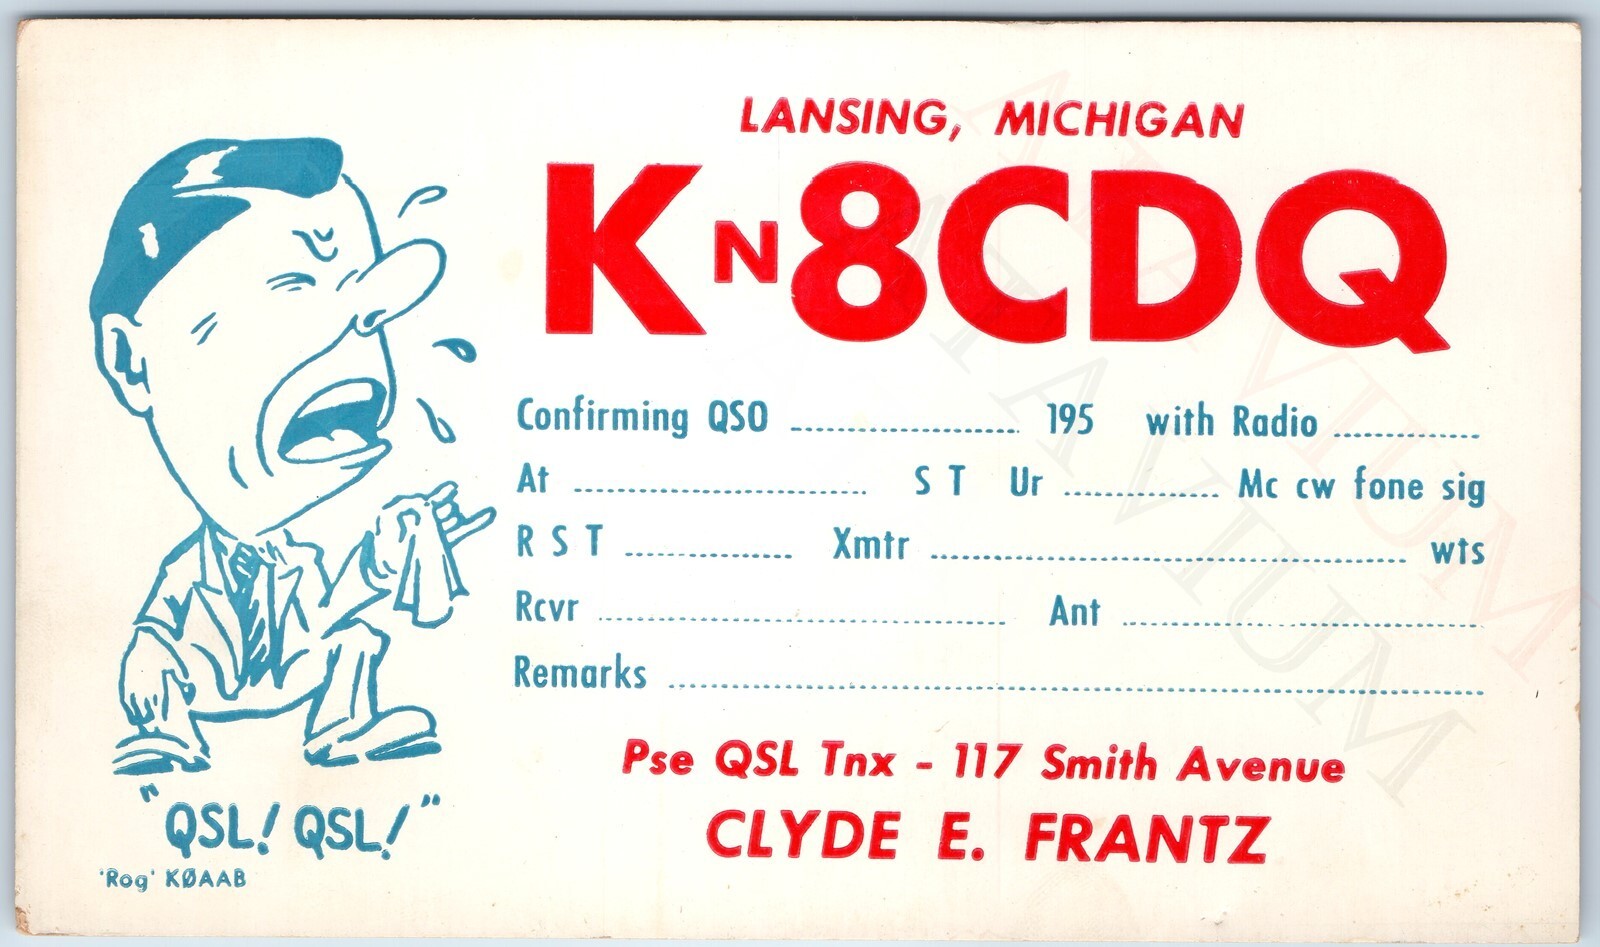 LANSING, MICHIGAN
KN8CDQ
Confirming QSO ........................ 195 with Radio ................
At ................................ S T Ur ................. Mc cw fone sig
R S T .................. Xmtr .................................................... wts
Rcvr ............................................ Ant .......................................
Remarks ..........................................................................................
Pse QSL Tnx - 117 Smith Avenue
CLYDE E. FRANTZ
"QSL! QSL!"
'Rog' KØAAB